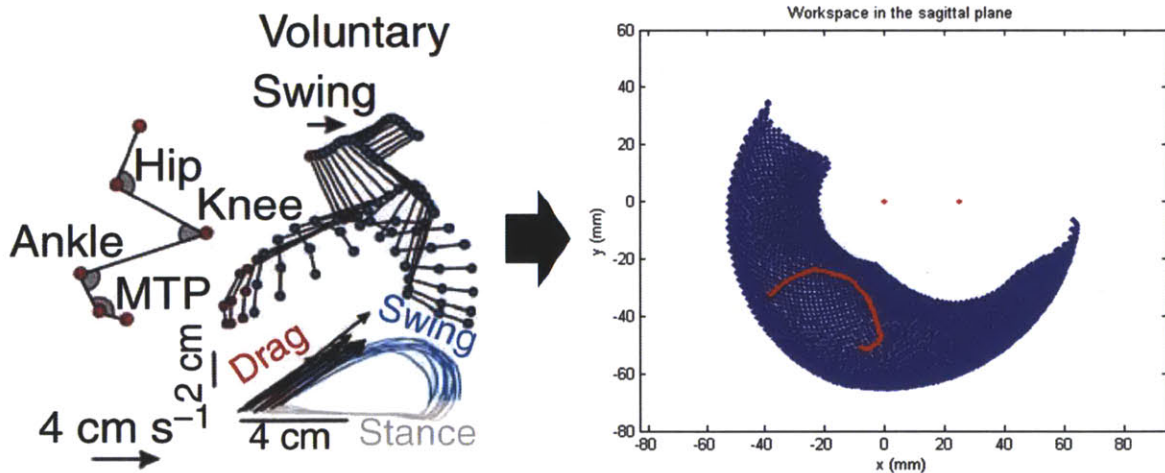 Voluntary
Swing
Hip
Knee
Ankle
MTP
Drag
Swing
2 cm
4 cm s⁻¹
4 cm
Stance
Workspace in the sagittal plane
y (mm)
60
40
20
0
-20
-40
-60
-80
-80 -60 -40 -20 0 20 40 60 80
x (mm)